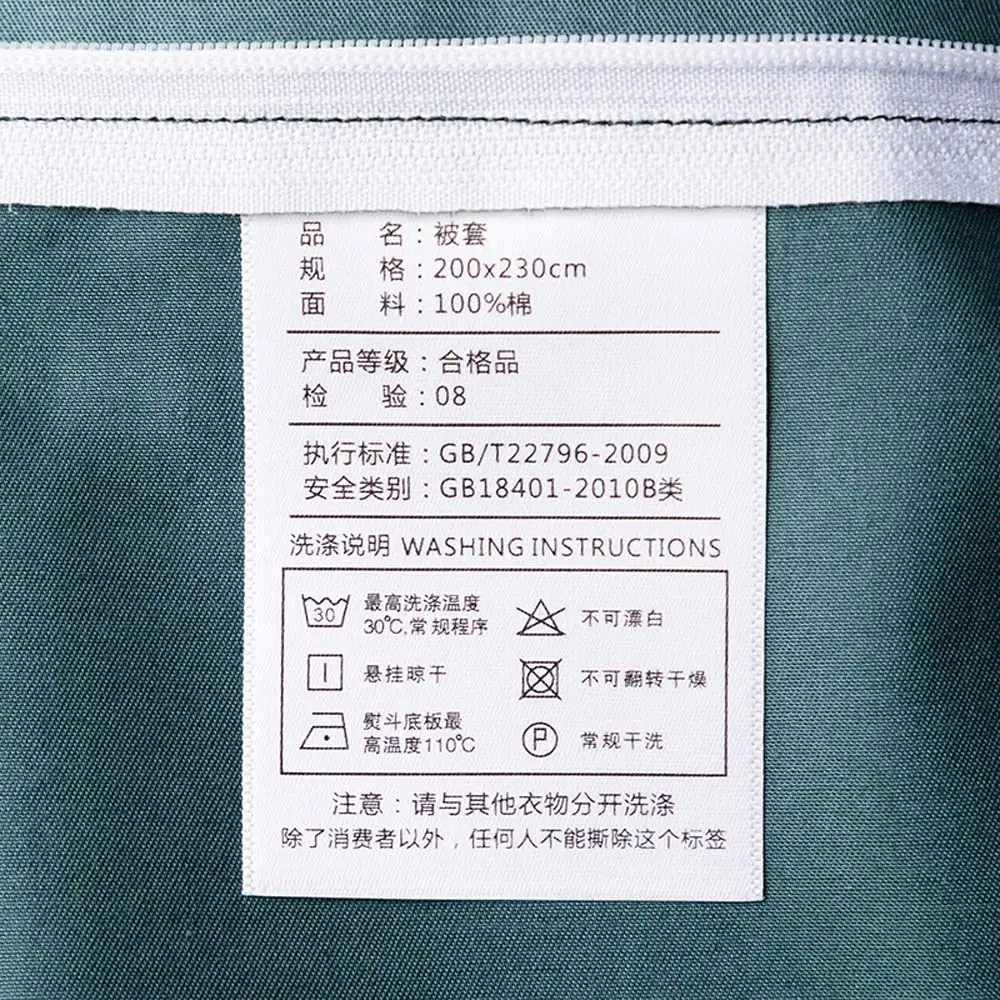 品 名：被套
规 格：200x230cm
面 料：100%棉
产品等级：合格品
检 验：08
执行标准：GB/T22796-2009
安全类别：GB18401-2010B类
洗涤说明 WASHING INSTRUCTIONS
30 最高洗涤温度
30℃,常规程序
不可漂白
悬挂晾干
不可翻转干燥
熨斗底板最
高温度110℃
P 常规干洗
注意：请与其他衣物分开洗涤
除了消费者以外，任何人不能撕除这个标签